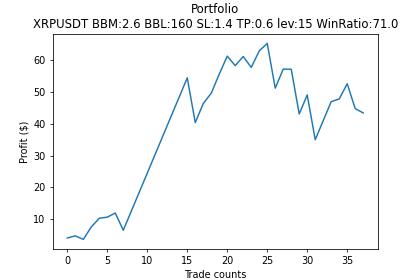 Portfolio
XRPUSDT BBM:2.6 BBL:160 SL:1.4 TP:0.6 lev:15 WinRatio:71.0
Profit ($)
60
50
40
30
20
10
0 5 10 15 20 25 30 35
Trade counts